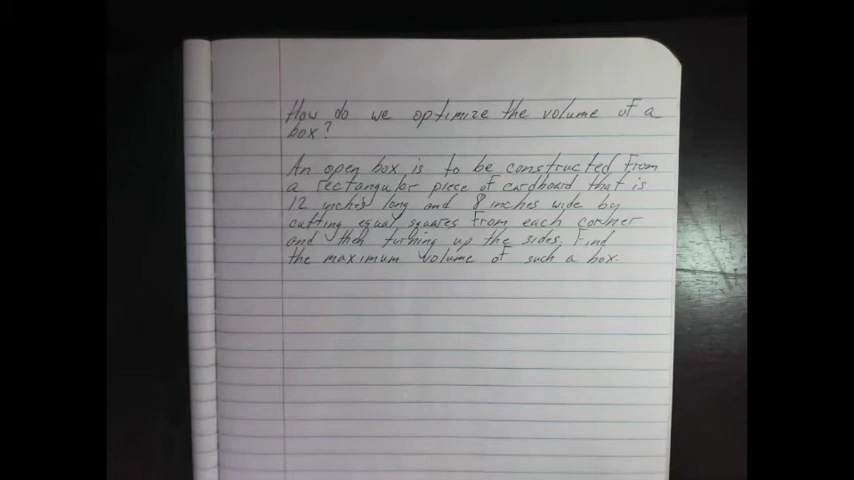 How do we optimize the volume of a
box?
An open box is to be constructed from
a rectangular piece of cardboard that is
12 inches long and 8 inches wide by
cutting equal squares from each corner
and then turning up the sides. Find
the maximum volume of such a box.